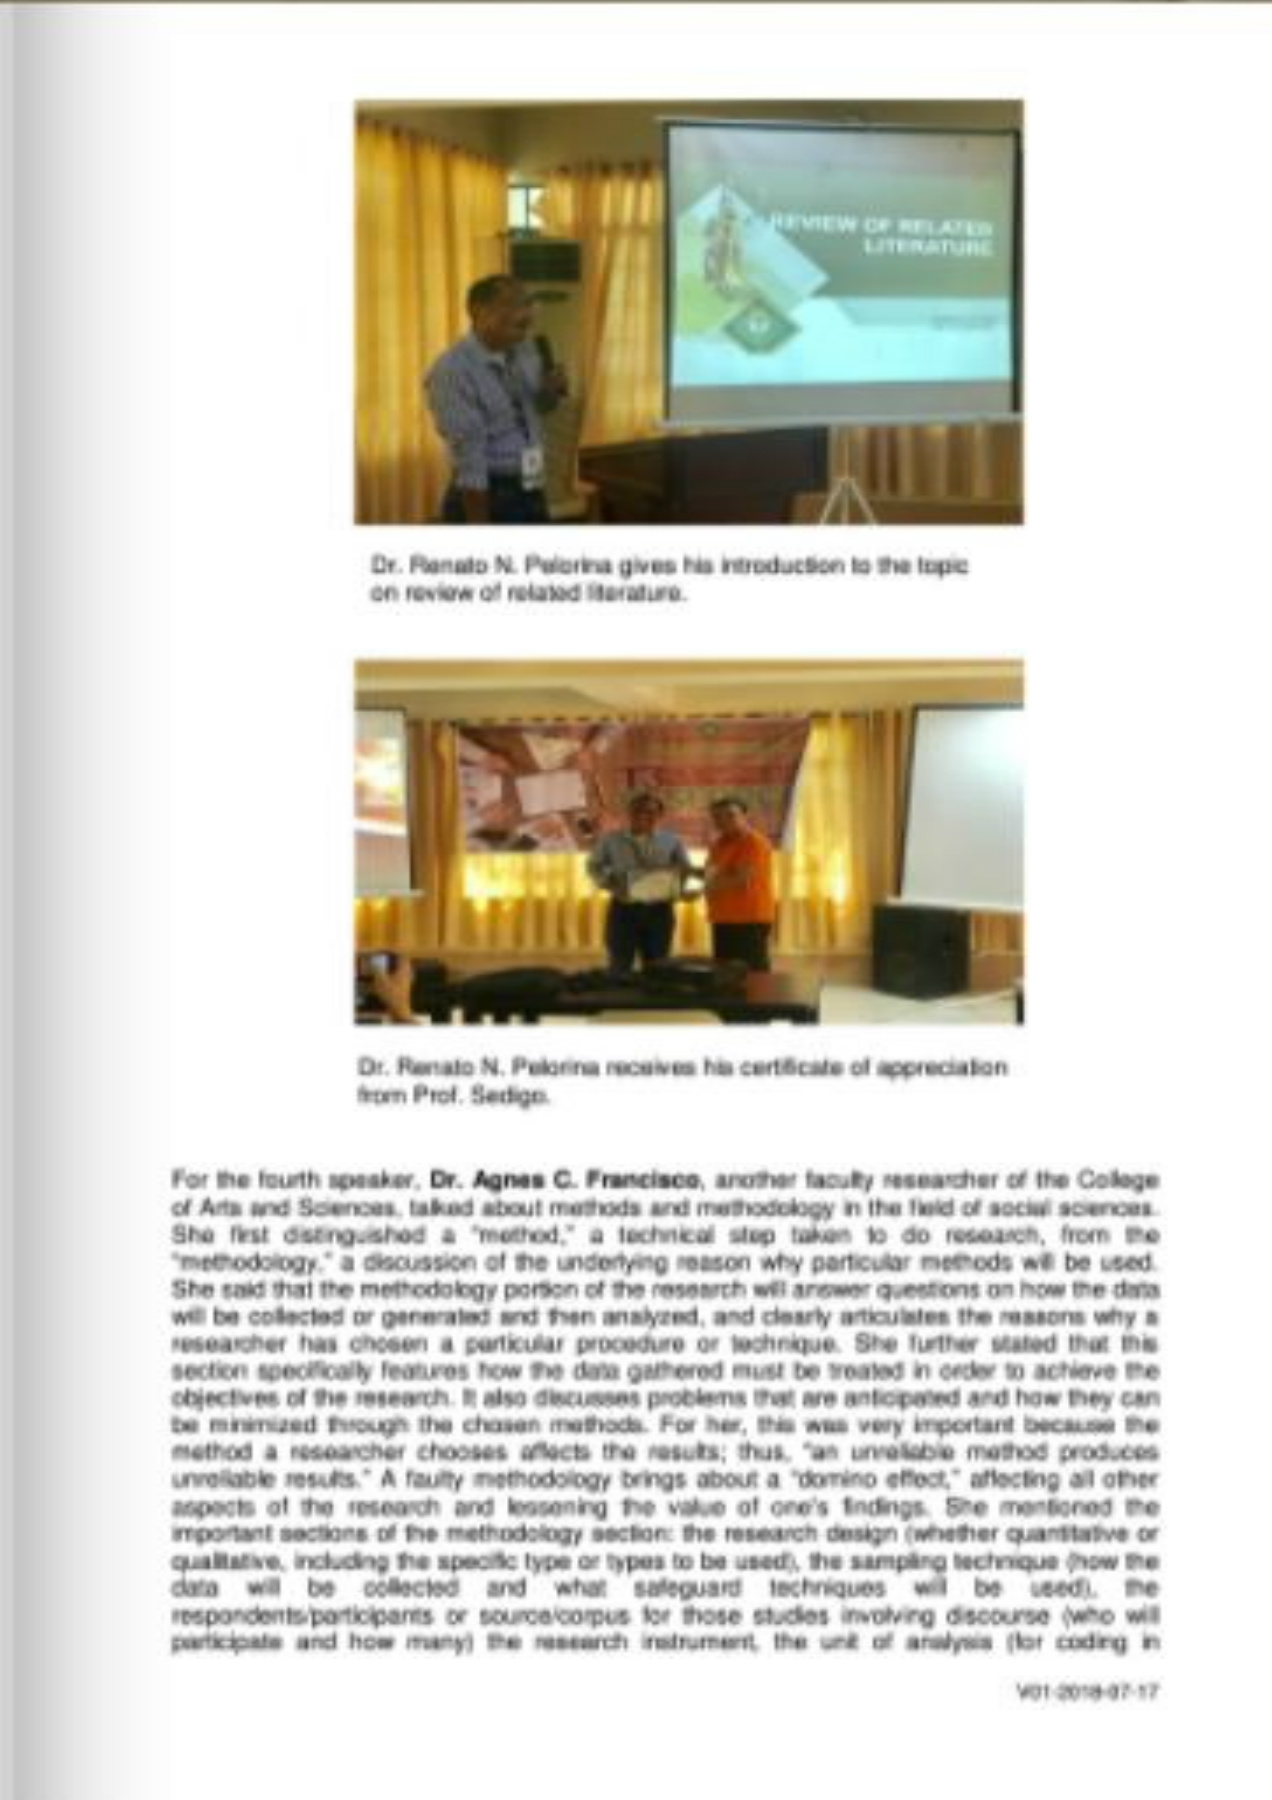 REVIEW OF RELATED
LITERATURE
Dr. Renato N. Pelorina gives his introduction to the topic
on review of related literature.
Dr. Renato N. Pelorina receives his certificate of appreciation
from Prof. Sedigo.
For the fourth speaker, Dr. Agnes C. Francisco, another faculty researcher of the College
of Arts and Sciences, talked about methods and methodology in the field of social sciences.
She first distinguished a “method,” a technical step taken to do research, from the
“methodology,” a discussion of the underlying reason why particular methods will be used.
She said that the methodology portion of the research will answer questions on how the data
will be collected or generated and then analyzed, and clearly articulates the reasons why a
researcher has chosen a particular procedure or technique. She further stated that this
section specifically features how the data gathered must be treated in order to achieve the
objectives of the research. It also discusses problems that are anticipated and how they can
be minimized through the chosen methods. For her, this was very important because the
method a researcher chooses affects the results; thus, “an unreliable method produces
unreliable results.” A faulty methodology brings about a “domino effect,” affecting all other
aspects of the research and lessening the value of one's findings. She mentioned the
important sections of the methodology section: the research design (whether quantitative or
qualitative, including the specific type or types to be used), the sampling technique (how the
data will be collected and what safeguard techniques will be used), the
respondents/participants or source/corpus for those studies involving discourse (who will
participate and how many) the research instrument, the unit of analysis (for coding in
V01-2018-07-17